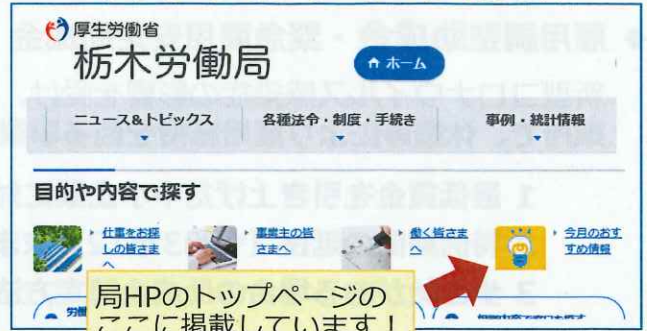 厚生労働省
栃木労働局
ホーム
ニュース&トピックス
各種法令・制度・手続き
事例・統計情報
目的や内容で探す
仕事をお探
しの皆さま
へ
事業主の皆
さまへ
働く皆さま
へ
今月のおす
すめ情報
局HPのトップページの
ここに掲載しています！